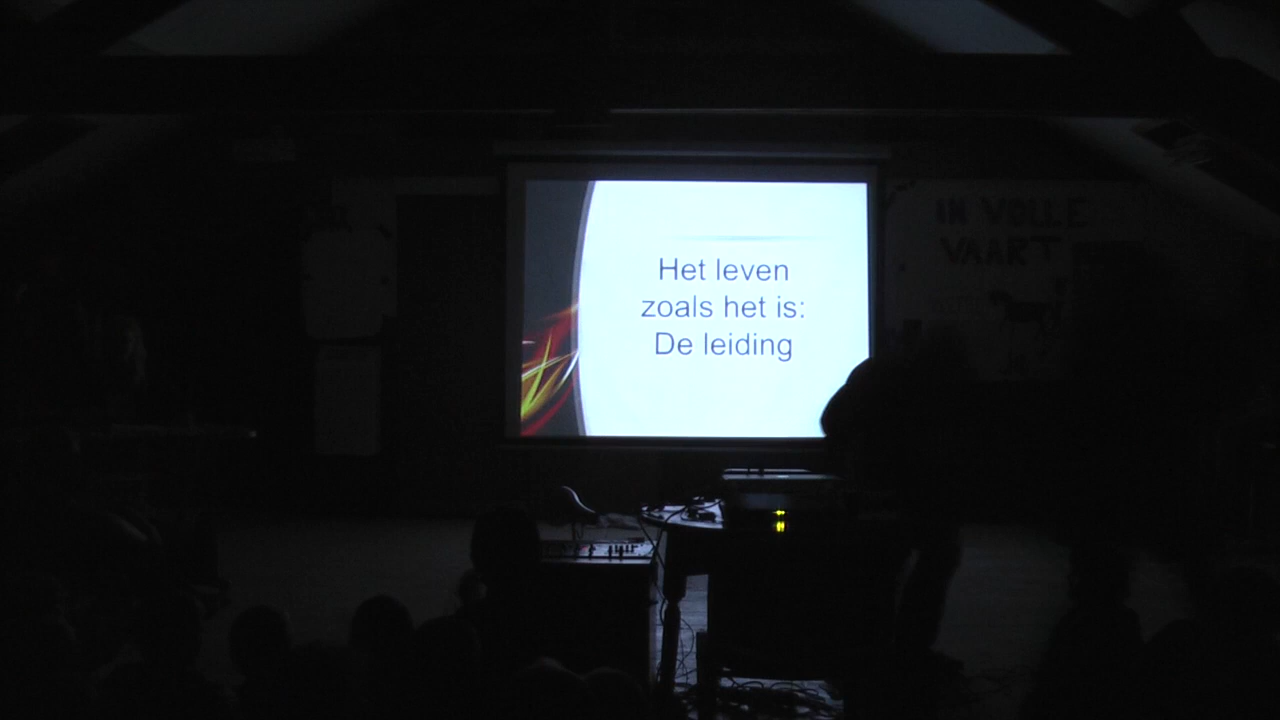 Het leven
zoals het is:
De leiding
IN VOLLE
VAART